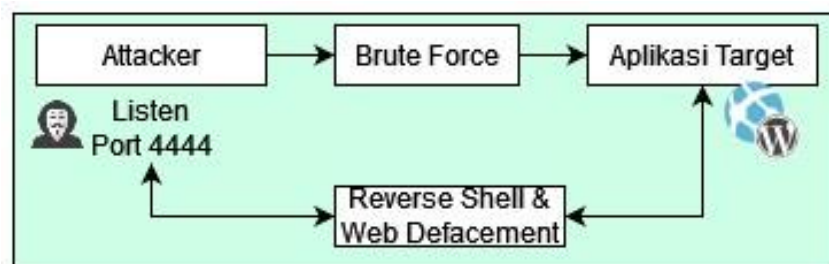 Attacker
Brute Force
Aplikasi Target
Listen
Port 4444
W
Reverse Shell &
Web Defacement